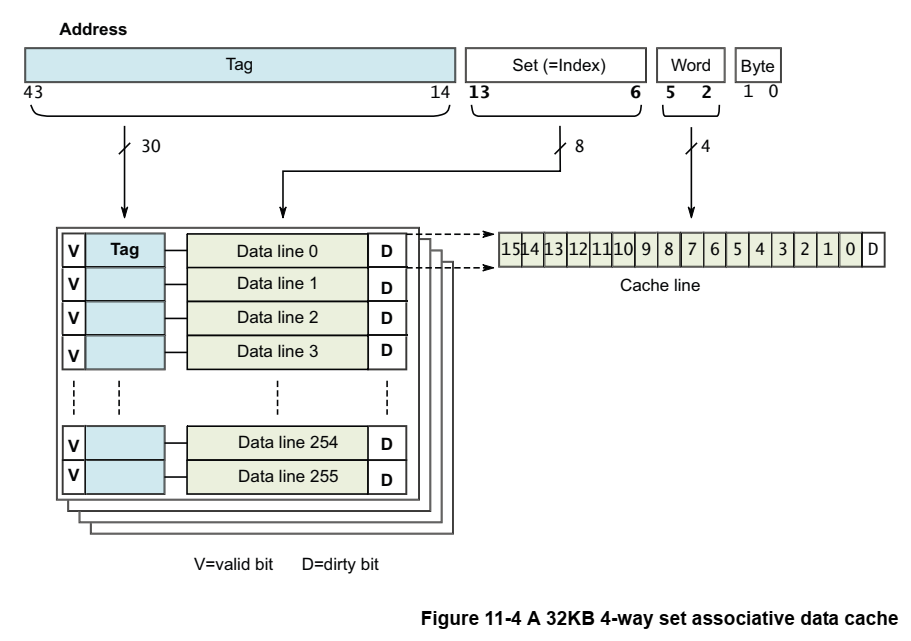 Address
Tag Set (=Index) Word Byte
43 14 13 6 5 2 1 0
30 8 4
V Tag Data line 0 D 15 14 13 12 11 10 9 8 7 6 5 4 3 2 1 0 D
V Data line 1 D Cache line
V Data line 2 D
V Data line 3 D
V Data line 254 D
V Data line 255 D
V=valid bit D=dirty bit
Figure 11-4 A 32KB 4-way set associative data cache